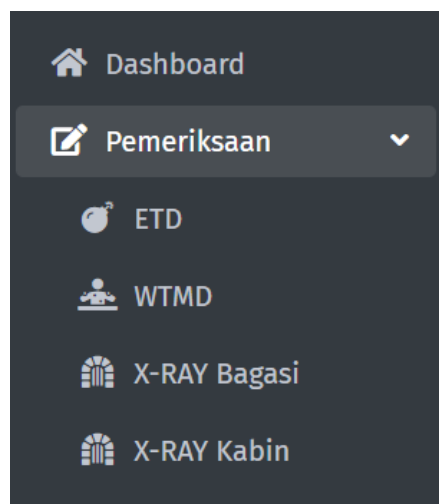 Dashboard
Pemeriksaan
ETD
WTMD
X-RAY Bagasi
X-RAY Kabin